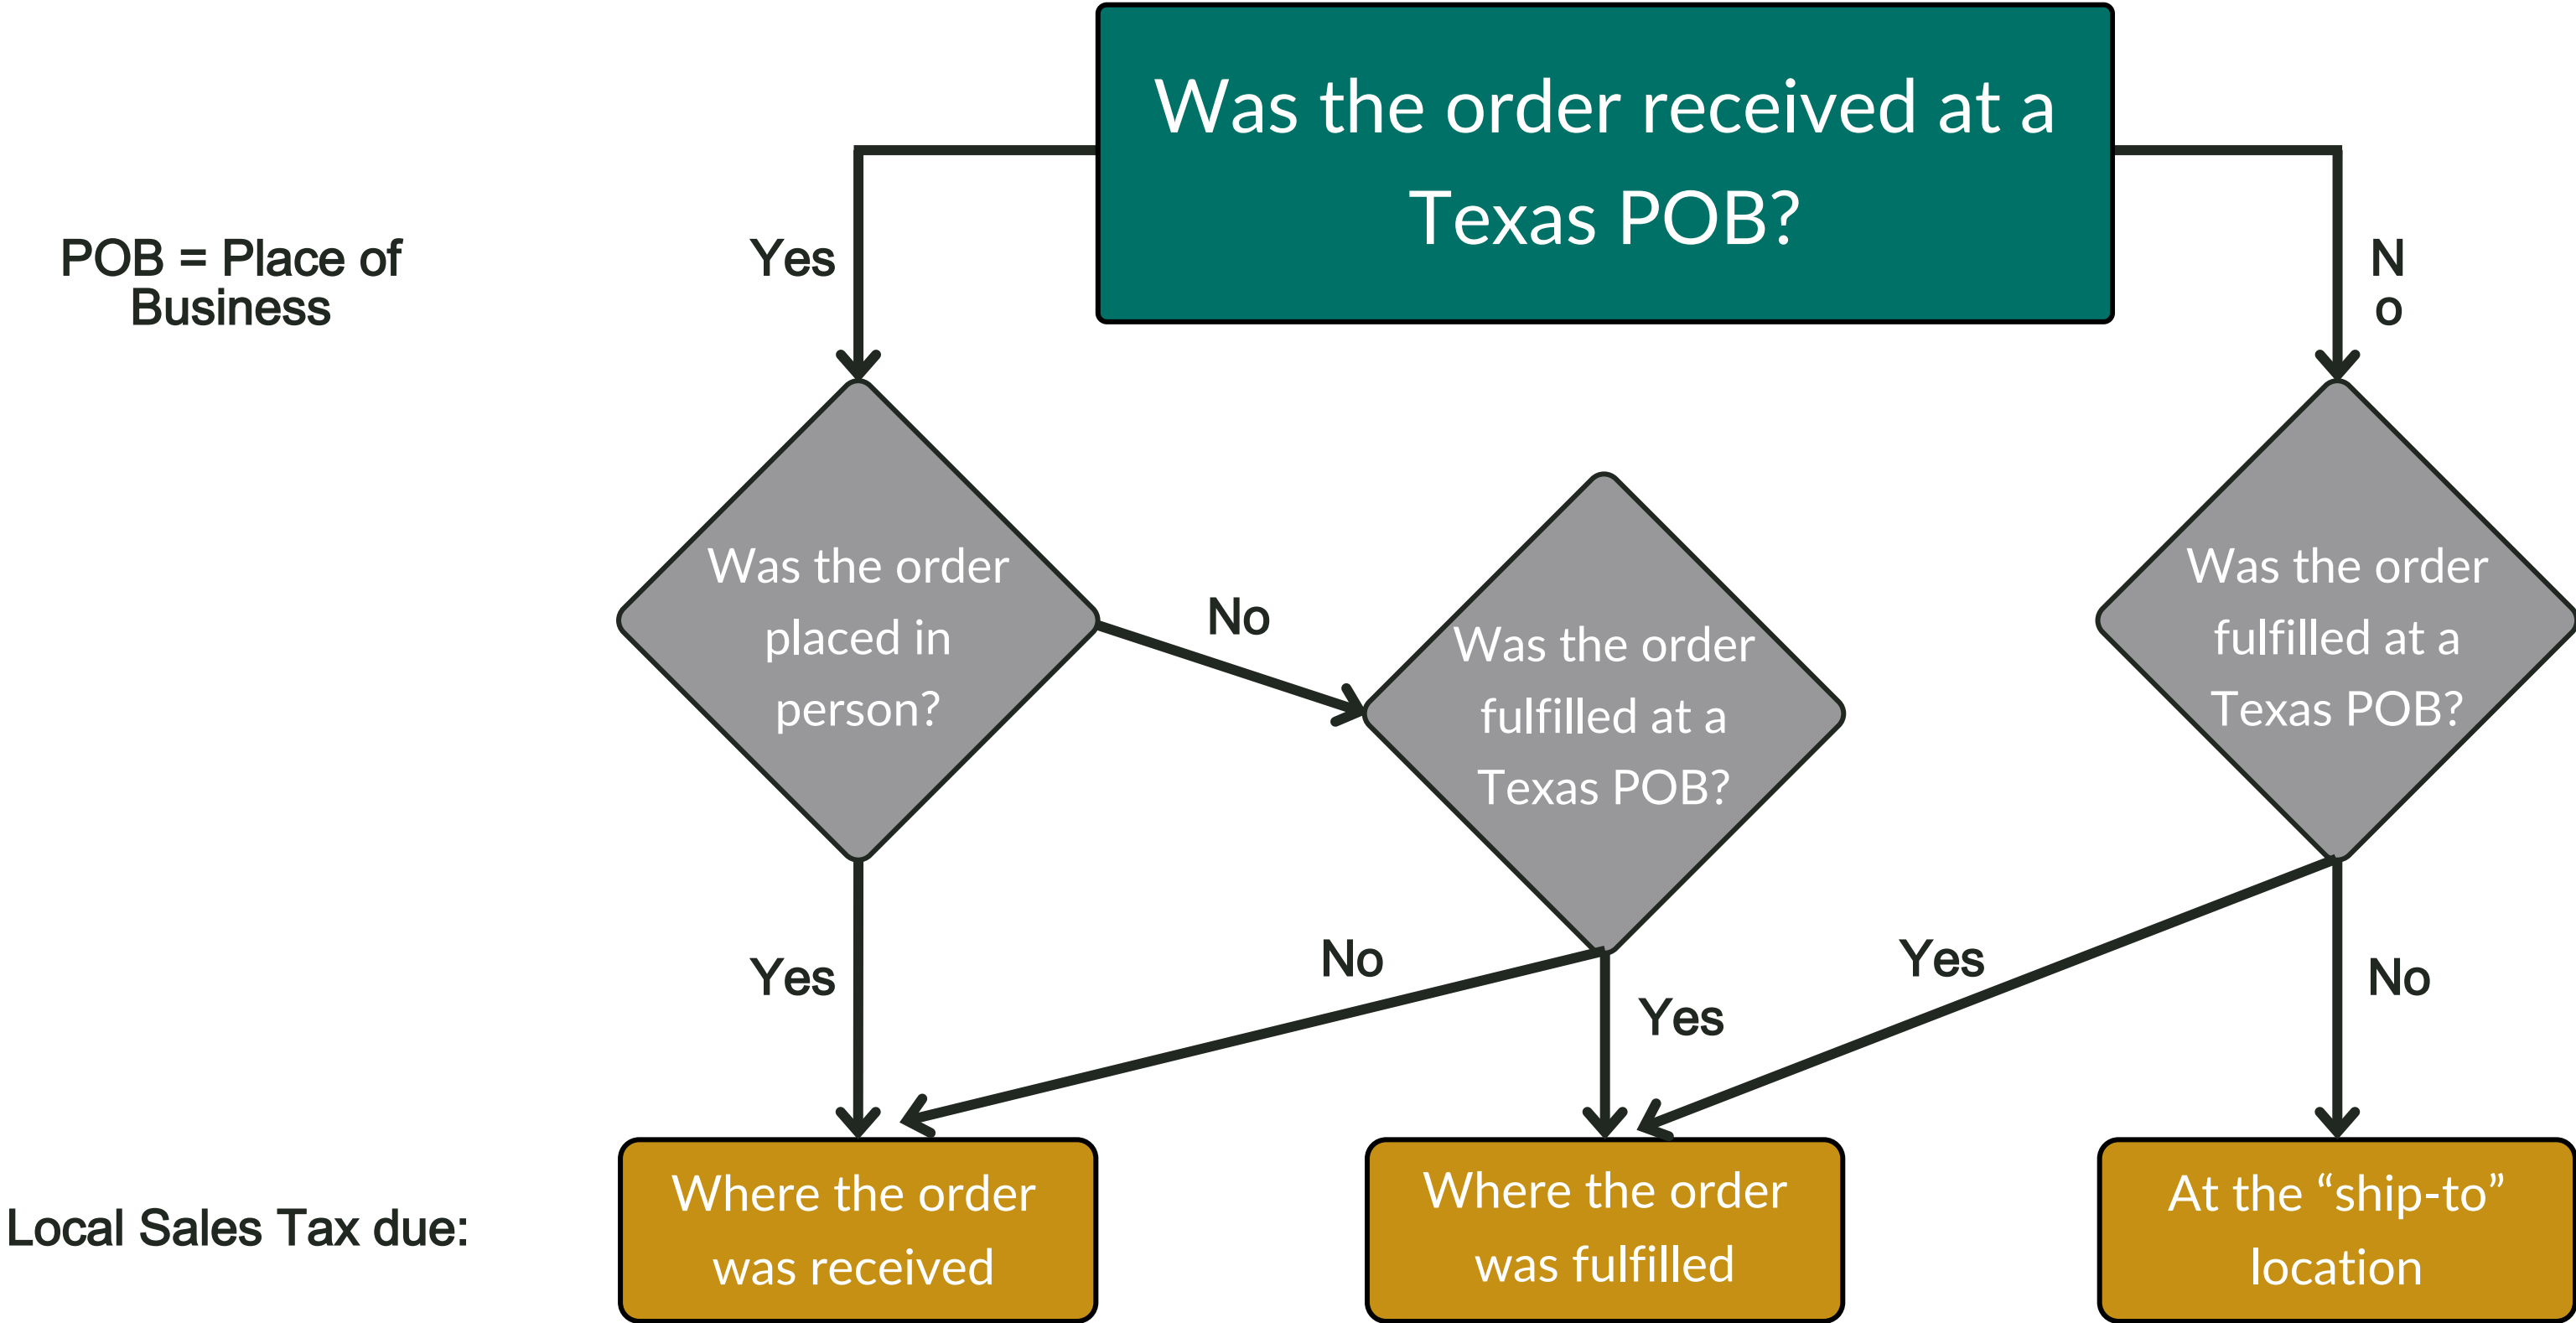 Was the order received at a
Texas POB?
POB = Place of
Business
Yes
N
o
Was the order
placed in
person?
No
Was the order
fulfilled at a
Texas POB?
Was the order
fulfilled at a
Texas POB?
Yes
No
Yes
Yes
No
Local Sales Tax due:
Where the order
was received
Where the order
was fulfilled
At the “ship-to”
location